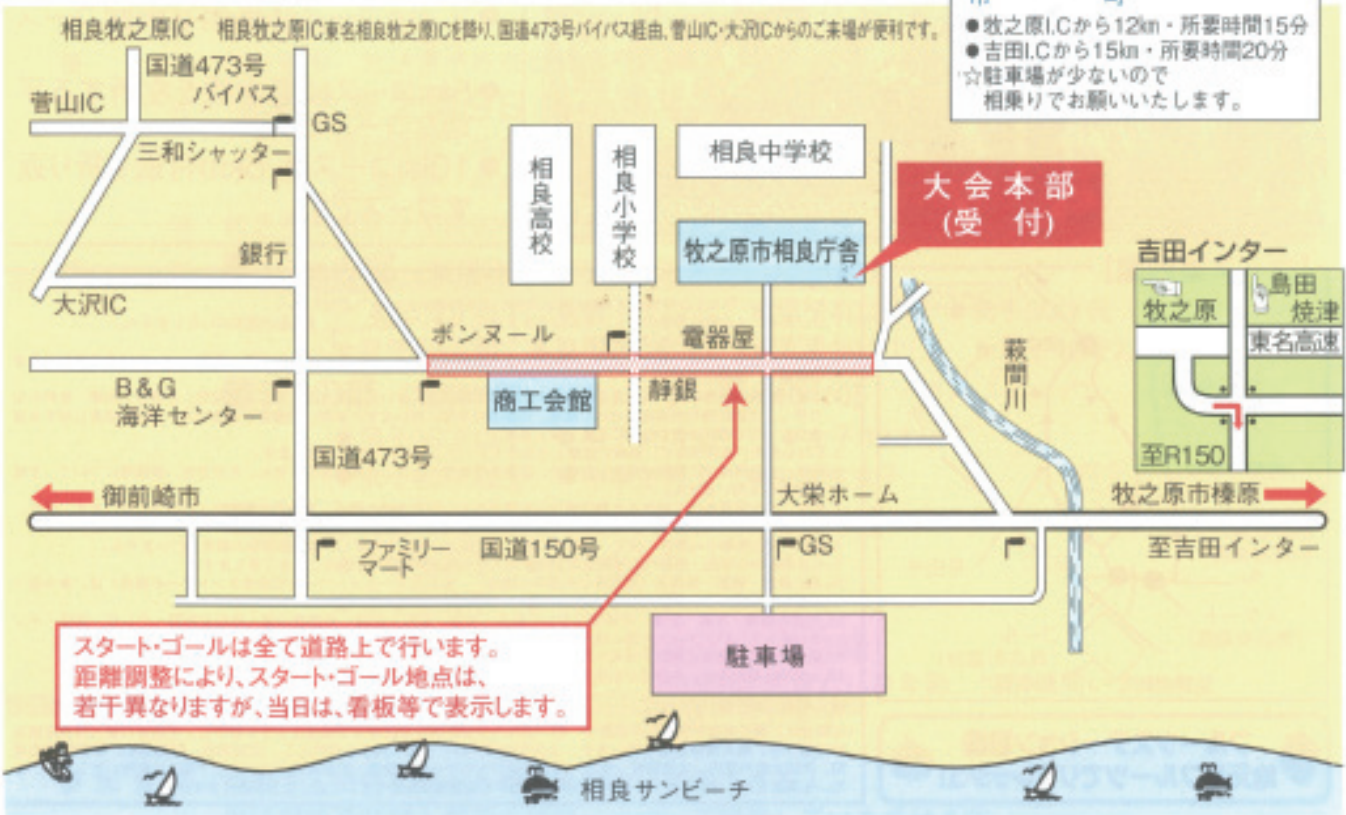 相良牧之原IC 相良牧之原IC東名相良牧之原ICを降り、国道473号バイパス経由、菅山IC・大沢ICからのご来場が便利です。
●牧之原I.Cから12km・所要時間15分
●吉田I.Cから15km・所要時間20分
☆駐車場が少ないので
相乗りでお願いいたします。
国道473号
バイパス
菅山IC
GS
三和シャッター
相良高校
相良小学校
相良中学校
大会本部
(受 付)
牧之原市相良庁舎
銀行
大沢IC
吉田インター
牧之原
島田
焼津
東名高速
至R150
ボンヌール
電器屋
萩間川
B&G
海洋センター
商工会館
静銀
国道473号
御前崎市
大栄ホーム
牧之原市榛原
ファミリー
マート
国道150号
GS
至吉田インター
スタート・ゴールは全て道路上で行います。
距離調整により、スタート・ゴール地点は、
若干異なりますが、当日は、看板等で表示します。
駐車場
相良サンビーチ